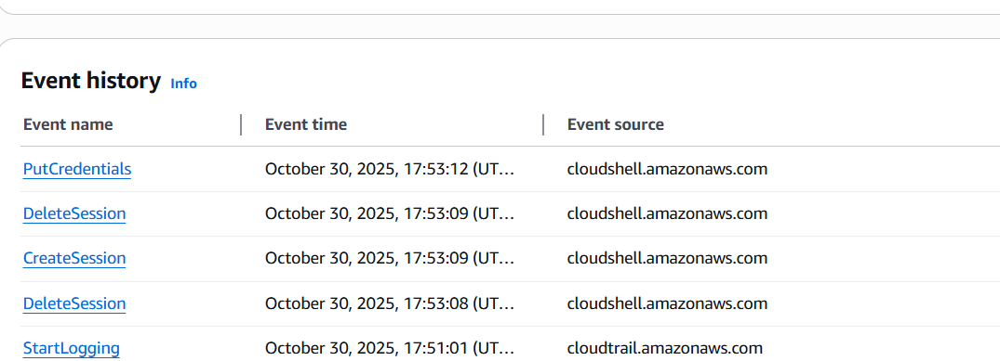 Event history Info
Event name Event time Event source
PutCredentials October 30, 2025, 17:53:12 (UT… cloudshell.amazonaws.com
DeleteSession October 30, 2025, 17:53:09 (UT… cloudshell.amazonaws.com
CreateSession October 30, 2025, 17:53:09 (UT… cloudshell.amazonaws.com
DeleteSession October 30, 2025, 17:53:08 (UT… cloudshell.amazonaws.com
StartLogging October 30, 2025, 17:51:01 (UT… cloudtrail.amazonaws.com